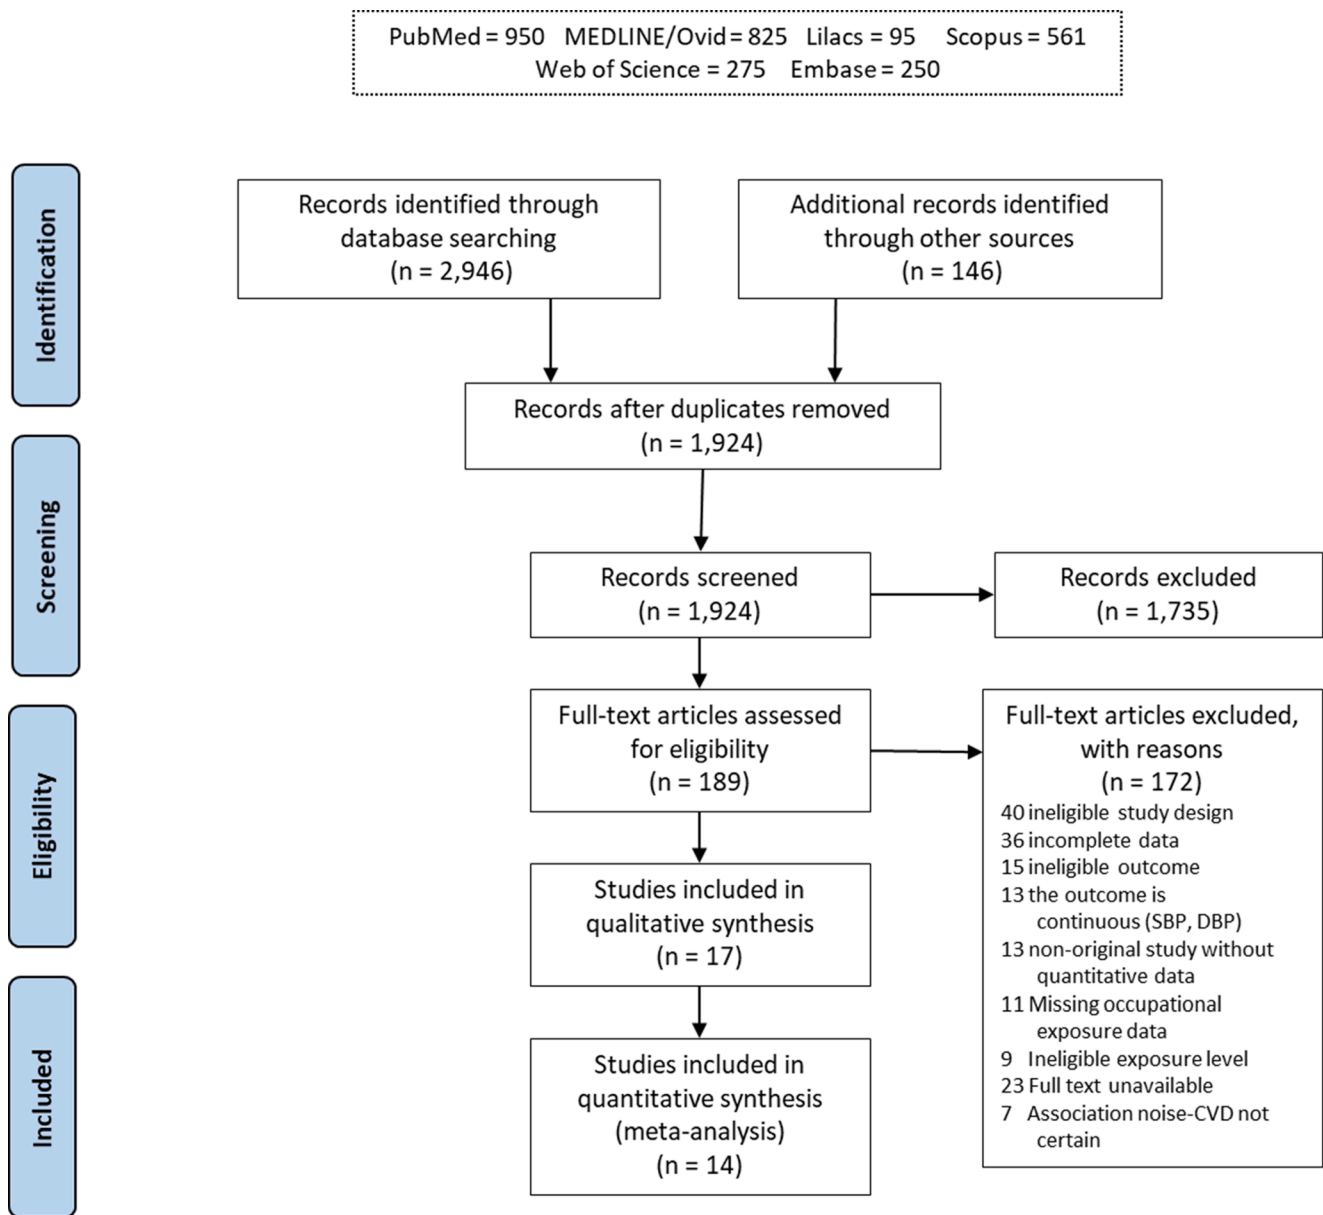 PubMed = 950 MEDLINE/Ovid = 825 Lilacs = 95 Scopus = 561
Web of Science = 275 Embase = 250
Identification
Records identified through
database searching
(n = 2,946)
Additional records identified
through other sources
(n = 146)
Records after duplicates removed
(n = 1,924)
Screening
Records screened
(n = 1,924)
Records excluded
(n = 1,735)
Eligibility
Full-text articles assessed
for eligibility
(n = 189)
Full-text articles excluded,
with reasons
(n = 172)
40 ineligible study design
36 incomplete data
15 ineligible outcome
13 the outcome is
continuous (SBP, DBP)
13 non-original study without
quantitative data
11 Missing occupational
exposure data
9 Ineligible exposure level
23 Full text unavailable
7 Association noise-CVD not
certain
Studies included in
qualitative synthesis
(n = 17)
Included
Studies included in
quantitative synthesis
(meta-analysis)
(n = 14)